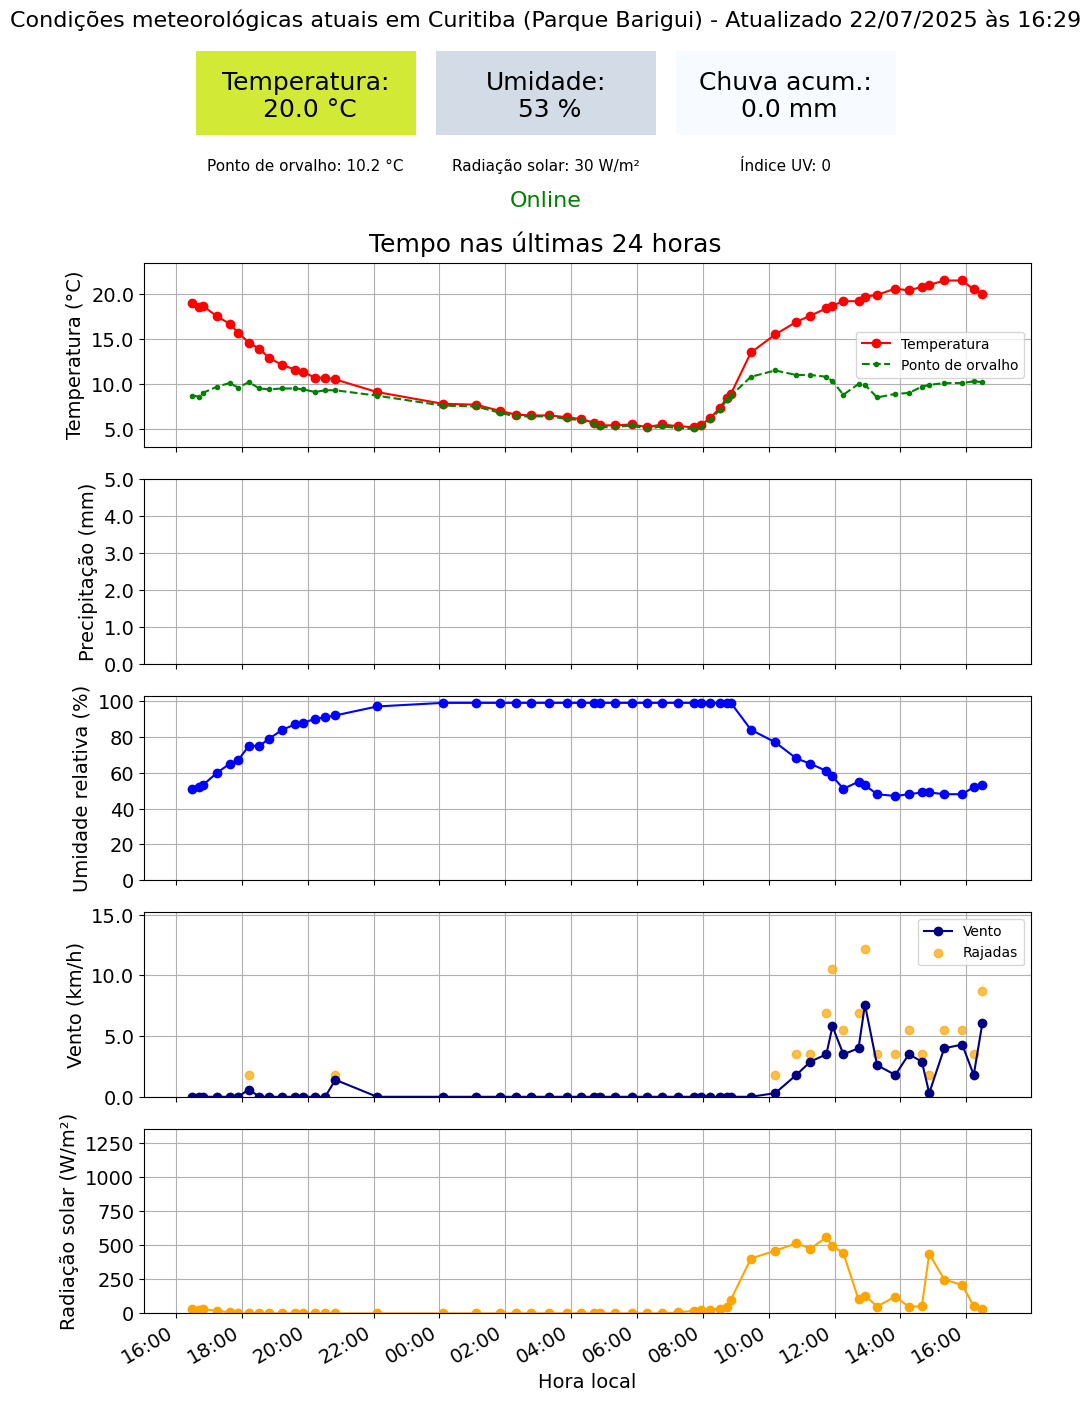 Condições meteorológicas atuais em Curitiba (Parque Barigui) - Atualizado 22/07/2025 às 16:29
Temperatura:
20.0 °C
Umidade:
53 %
Chuva acum.:
0.0 mm
Ponto de orvalho: 10.2 °C
Radiação solar: 30 W/m²
Índice UV: 0
Online
Tempo nas últimas 24 horas
Temperatura (°C)
20.0
15.0
10.0
5.0
Temperatura
Ponto de orvalho
Precipitação (mm)
5.0
4.0
3.0
2.0
1.0
0.0
Umidade relativa (%)
100
80
60
40
20
0
Vento (km/h)
15.0
10.0
5.0
0.0
Vento
Rajadas
Radiação solar (W/m²)
1250
1000
750
500
250
0
16:00
18:00
20:00
22:00
00:00
02:00
04:00
06:00
08:00
10:00
12:00
14:00
16:00
Hora local